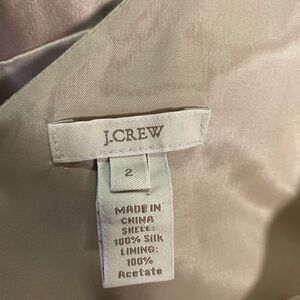 J.CREW
2
MADE IN
CHINA
SHELL:
100% Silk
LINING:
100%
Acetate